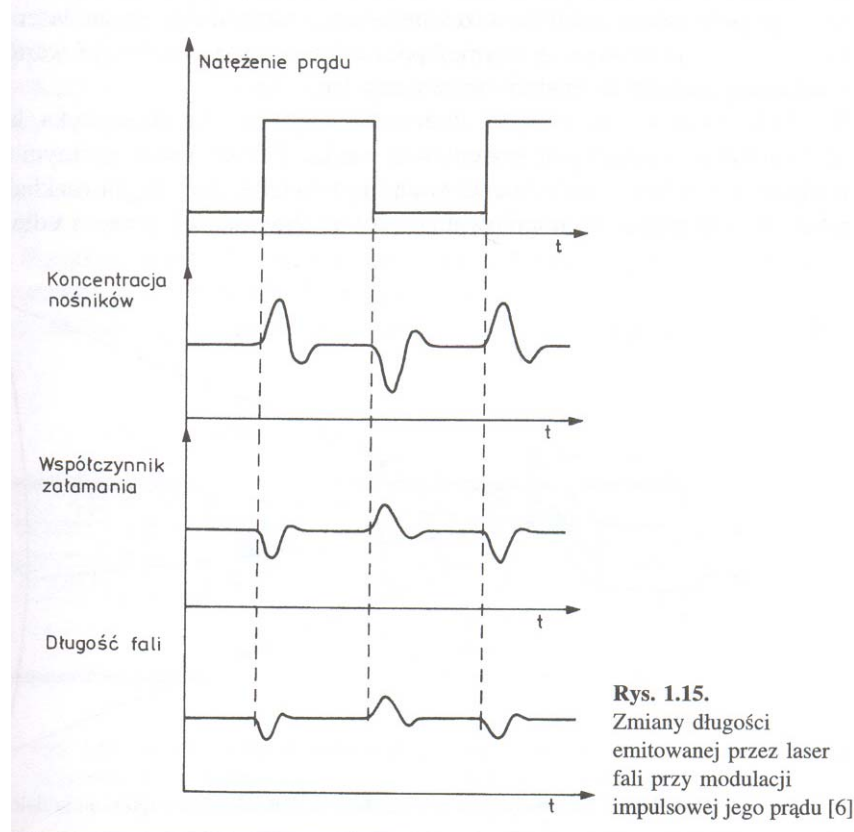 Natężenie prądu
t
Koncentracja
nośników
t
Współczynnik
załamania
t
Długość fali
t
Rys. 1.15.
Zmiany długości
emitowanej przez laser
fali przy modulacji
impulsowej jego prądu [6]